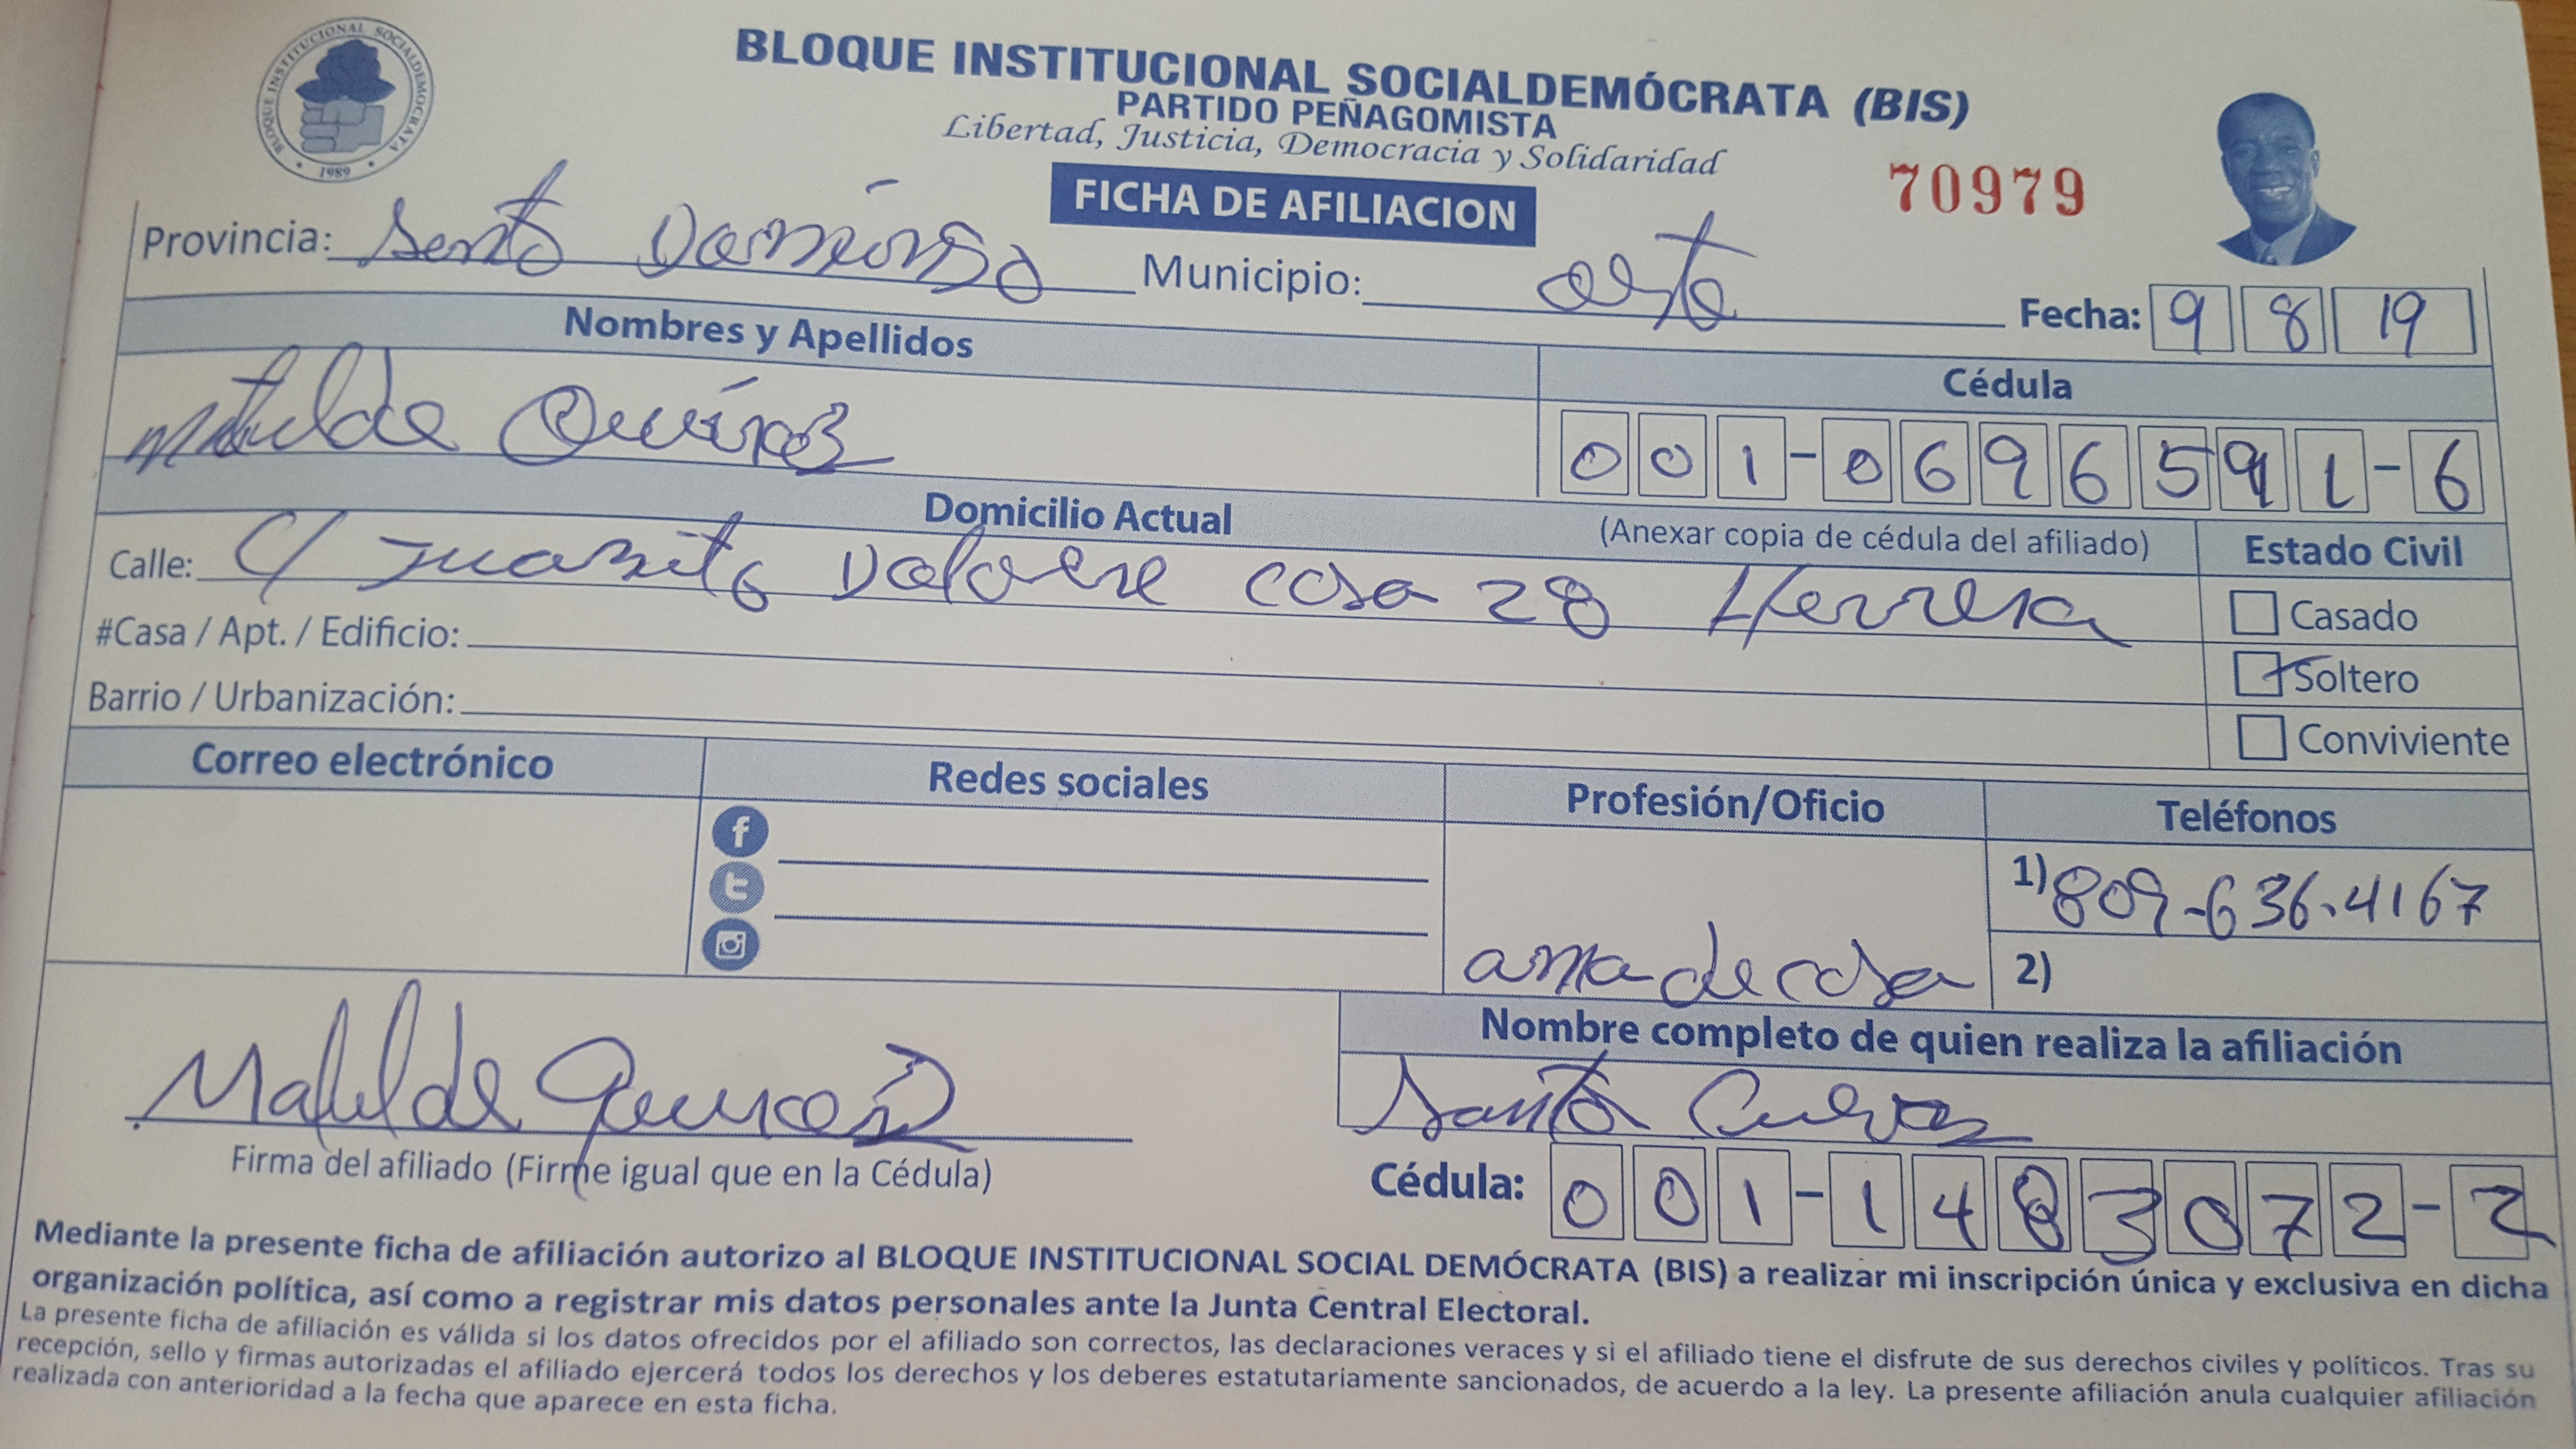 BLOQUE INSTITUCIONAL SOCIALDEMÓCRATA
1989
BLOQUE INSTITUCIONAL SOCIALDEMÓCRATA (BIS)
PARTIDO PEÑAGOMISTA
Libertad, Justicia, Democracia y Solidaridad
FICHA DE AFILIACION
70979
Provincia: Santo Domingo Municipio: oeste Fecha: 9 8 19
Nombres y Apellidos
Cédula
Matilde Quiroz
001-0696591-6
Domicilio Actual
(Anexar copia de cédula del afiliado)
Estado Civil
Calle: C/ Juanito Dolore casa 28 Herrera
Casado
#Casa / Apt. / Edificio:
Soltero
Barrio / Urbanización:
Conviviente
Correo electrónico
Redes sociales
Profesión/Oficio
Teléfonos
1) 809-636-4167
ama de casa
2)
Nombre completo de quien realiza la afiliación
Santo Cuevas
Matilde Quiroz
Firma del afiliado (Firme igual que en la Cédula)
Cédula: 001-1483072-2
Mediante la presente ficha de afiliación autorizo al BLOQUE INSTITUCIONAL SOCIAL DEMÓCRATA (BIS) a realizar mi inscripción única y exclusiva en dicha
organización política, así como a registrar mis datos personales ante la Junta Central Electoral.
La presente ficha de afiliación es válida si los datos ofrecidos por el afiliado son correctos, las declaraciones veraces y si el afiliado tiene el disfrute de sus derechos civiles y políticos. Tras su
recepción, sello y firmas autorizadas el afiliado ejercerá todos los derechos y los deberes estatutariamente sancionados, de acuerdo a la ley. La presente afiliación anula cualquier afiliación
realizada con anterioridad a la fecha que aparece en esta ficha.